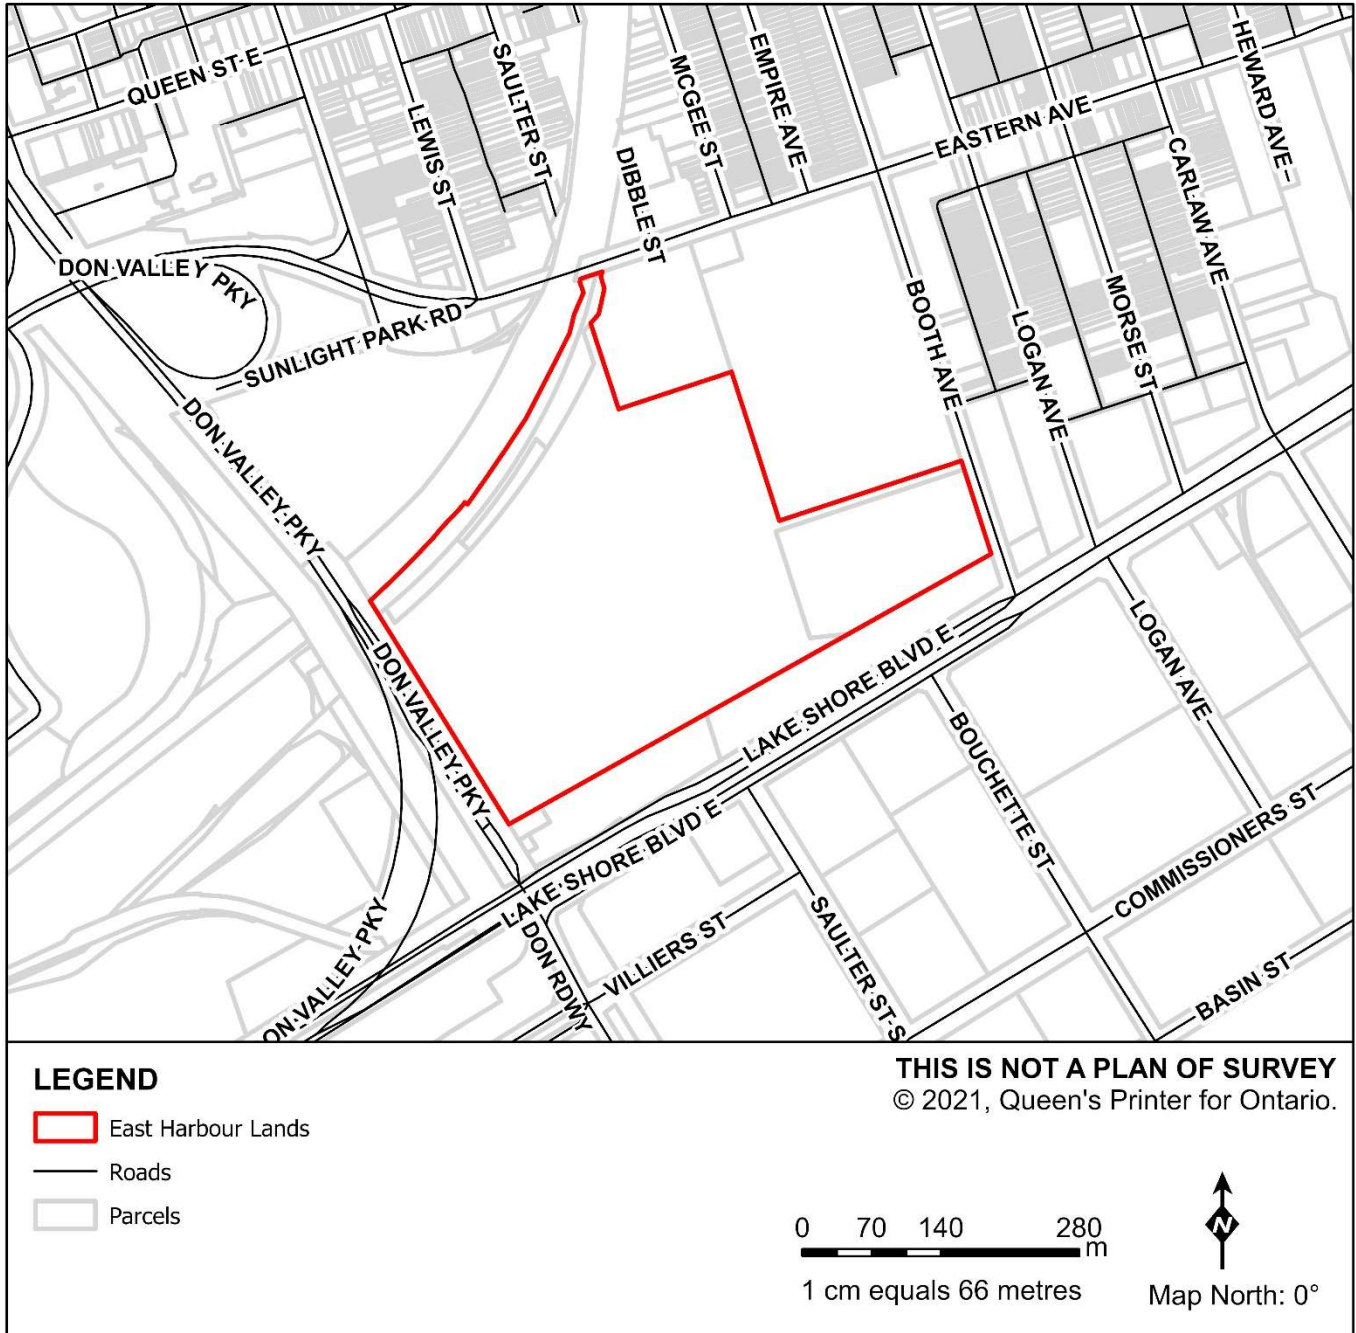 QUEEN ST E
SAULTER ST
LEWIS ST
MCGEE ST
EMPIRE AVE
HEWARD AVE
EASTERN AVE
DIBBLE ST
CARLAW AVE
DON VALLEY PKY
SUNLIGHT PARK RD
BOOTH AVE
LOGAN AVE
MORSE ST
DON VALLEY PKY
DON VALLEY PKY
LAKE SHORE BLVD E
LOGAN AVE
BOUCHETTE ST
LAKE SHORE BLVD E
COMMISSIONERS ST
ON VALLEY PKY
DON RDWY
VILLIERS ST
SAULTER ST S
BASIN ST
LEGEND
East Harbour Lands
Roads
Parcels
THIS IS NOT A PLAN OF SURVEY
© 2021, Queen's Printer for Ontario.
0 70 140 280
m
1 cm equals 66 metres
N
Map North: 0°